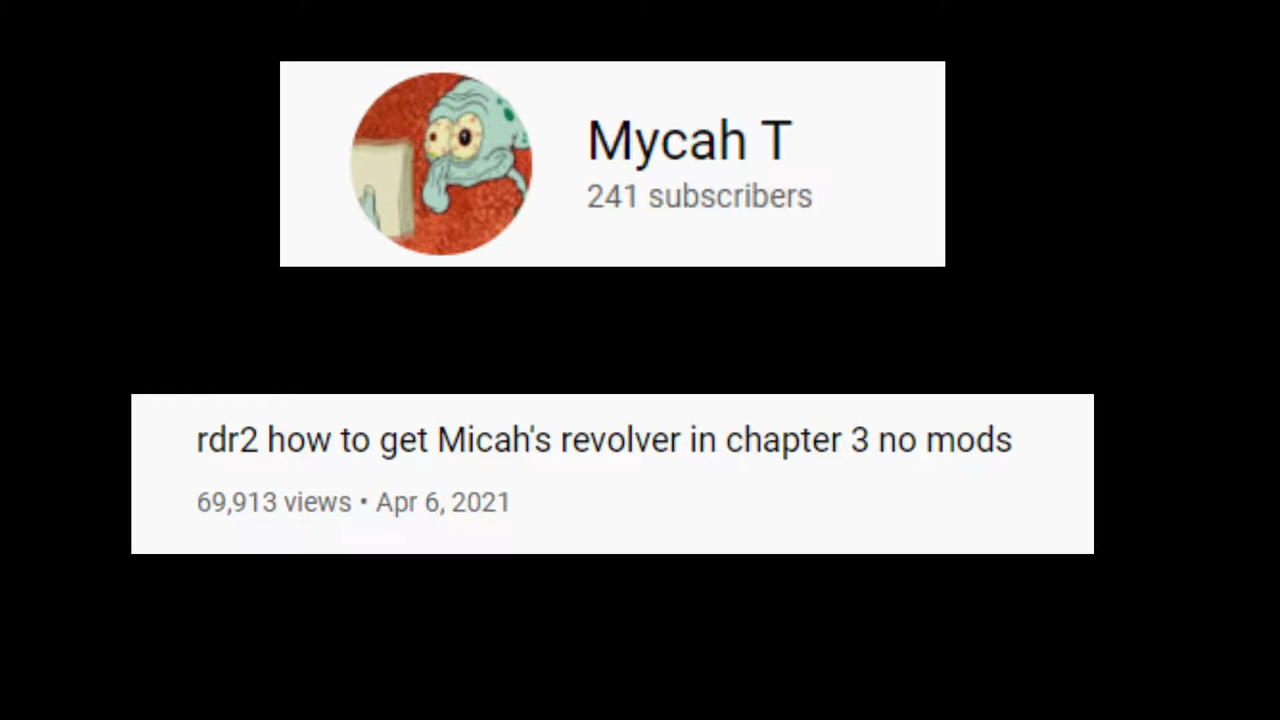 Mycah T
241 subscribers
rdr2 how to get Micah's revolver in chapter 3 no mods
69,913 views • Apr 6, 2021